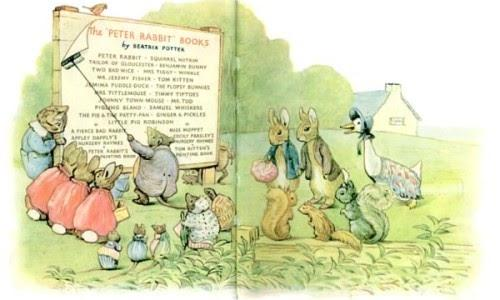 The "PETER RABBIT" BOOKS
by BEATRIX POTTER
PETER RABBIT - SQUIRREL NUTKIN
TAILOR OF GLOUCESTER - BENJAMIN BUNNY
TWO BAD MICE - MRS. TIGGY-WINKLE
MR. JEREMY FISHER - TOM KITTEN
JEMIMA PUDDLE-DUCK - THE FLOPSY BUNNIES
MRS. TITTLEMOUSE - TIMMY TIPTOES
JOHNNY TOWN-MOUSE - MR. TOD
PIGLING BLAND - SAMUEL WHISKERS
THE PIE & THE PATTY-PAN - GINGER & PICKLES
LITTLE PIG ROBINSON
A FIERCE BAD RABBIT
APPLEY DAPPLY'S
NURSERY RHYMES
PETER RABBIT'S
PAINTING BOOK
MISS MOPPET
CECILY PARSLEY'S
NURSERY RHYMES
TOM KITTEN'S
PAINTING BOOK